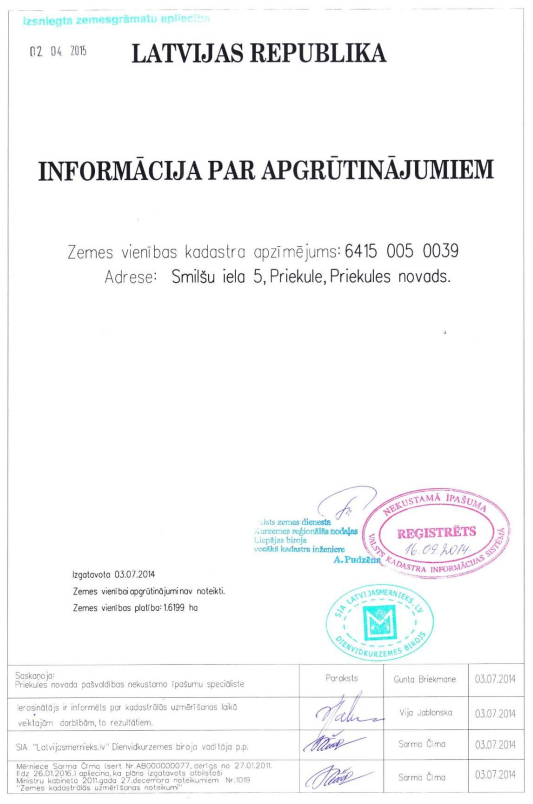 Izsniegta zemesgrāmatu apliecība
02 04 2015
LATVIJAS REPUBLIKA
INFORMĀCIJA PAR APGRŪTINĀJUMIEM
Zemes vienības kadastra apzīmējums: 6415 005 0039
Adrese: Smilšu iela 5, Priekule, Priekules novads.
Valsts zemes dienesta
Kurzemes reģionālās nodaļas
Liepājas biroja
vecākā kadastra inženiere
A. Pudzēna
NEKUSTAMĀ ĪPAŠUMA
REĢISTRĒTS
16.09.2014.
VALSTS KADASTRA INFORMĀCIJAS SISTĒMĀ
Izgatavota 03.07.2014
Zemes vienībai apgrūtinājumi nav noteikti.
Zemes vienības platība: 1.6199 ha
SIA LATVIJASMERNIEKS.LV
DIENVIDKURZEMES BIROJS
Saskaņoja:
Priekules novada pašvaldības nekustamo īpašumu speciāliste
Paraksts
Gunta Briekmane
03.07.2014
Ierosinātājs ir informēts par kadastrālās uzmērīšanas laikā
veiktajām darbībām, to rezultātiem.
Vija Jablonska
03.07.2014
SIA "Latvijasmernieks.lv" Dienvidkurzemes biroja vadītāja p.p.
Sarma Čīma
03.07.2014
Mērniece Sarma Čīma (sert. Nr.AB000000077, derīgs no 27.01.2011.
līdz 26.01.2016.) apliecina, ka plāns izgatavots atbilstoši
Ministru kabineta 2011.gada 27.decembra noteikumiem Nr.1019
"Zemes kadastrālās uzmērīšanas noteikumi"
Sarma Čīma
03.07.2014